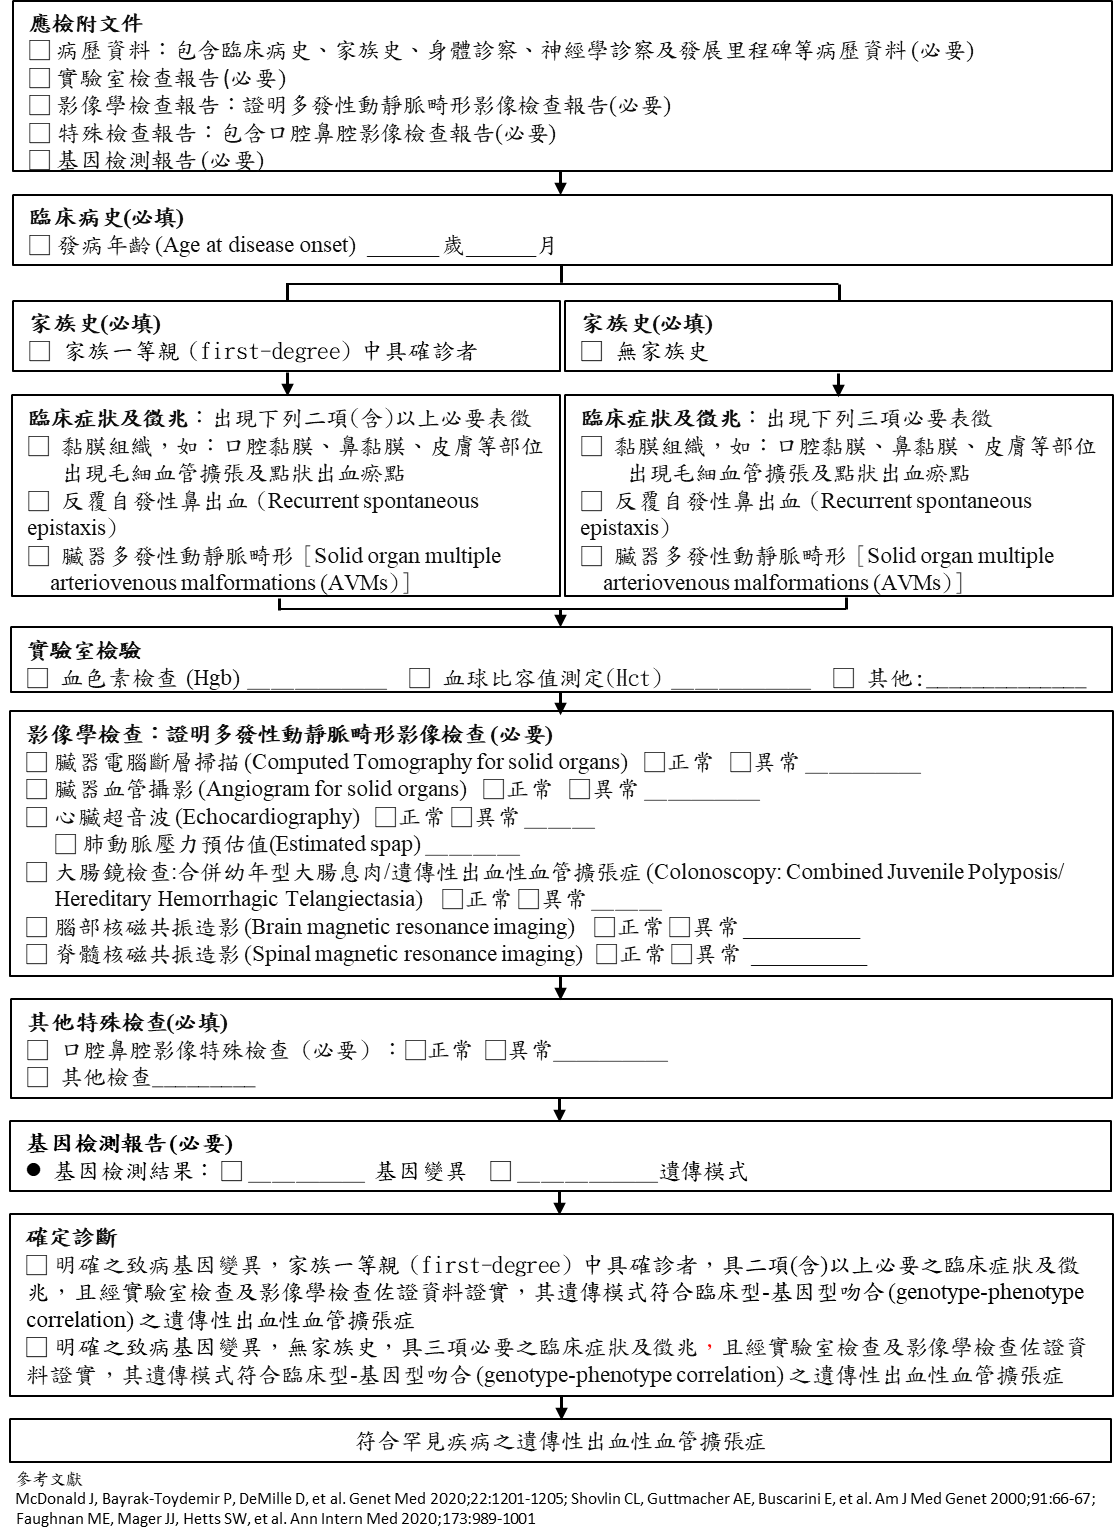 應檢附文件
□ 病歷資料：包含臨床病史、家族史、身體診察、神經學診察及發展里程碑等病歷資料(必要)
□ 實驗室檢查報告(必要)
□ 影像學檢查報告：證明多發性動靜脈畸形影像檢查報告(必要)
□ 特殊檢查報告：包含口腔鼻腔影像檢查報告(必要)
□ 基因檢測報告(必要)
臨床病史(必填)
□ 發病年齡(Age at disease onset) ______歲______月
家族史(必填)
□ 家族一等親（first-degree）中具確診者
家族史(必填)
□ 無家族史
臨床症狀及徵兆：出現下列二項(含)以上必要表徵
□ 黏膜組織，如：口腔黏膜、鼻黏膜、皮膚等部位
出現毛細血管擴張及點狀出血瘀點
□ 反覆自發性鼻出血（Recurrent spontaneous
epistaxis）
□ 臟器多發性動靜脈畸形［Solid organ multiple
arteriovenous malformations (AVMs）］
臨床症狀及徵兆：出現下列三項必要表徵
□ 黏膜組織，如：口腔黏膜、鼻黏膜、皮膚等部位
出現毛細血管擴張及點狀出血瘀點
□ 反覆自發性鼻出血（Recurrent spontaneous
epistaxis）
□ 臟器多發性動靜脈畸形［Solid organ multiple
arteriovenous malformations (AVMs）］
實驗室檢驗
□ 血色素檢查 (Hgb) ____________ □ 血球比容值測定(Hct) ____________ □ 其他:______________
影像學檢查：證明多發性動靜脈畸形影像檢查(必要)
□ 臟器電腦斷層掃描(Computed Tomography for solid organs) □正常 □異常__________
□ 臟器血管攝影(Angiogram for solid organs) □正常 □異常__________
□ 心臟超音波(Echocardiography) □正常□異常______
□ 肺動脈壓力預估值(Estimated spap)________
□ 大腸鏡檢查:合併幼年型大腸息肉/遺傳性出血性血管擴張症 (Colonoscopy: Combined Juvenile Polyposis/
Hereditary Hemorrhagic Telangiectasia) □正常□異常______
□ 腦部核磁共振造影(Brain magnetic resonance imaging) □正常□異常__________
□ 脊髓核磁共振造影(Spinal magnetic resonance imaging) □正常□異常 __________
其他特殊檢查(必填)
□ 口腔鼻腔影像特殊檢查（必要）：□正常 □異常__________
□ 其他檢查_________
基因檢測報告(必要)
● 基因檢測結果：□__________ 基因變異 □____________遺傳模式
確定診斷
□ 明確之致病基因變異，家族一等親（first-degree）中具確診者，具二項(含)以上必要之臨床症狀及徵
兆，且經實驗室檢查及影像學檢查佐證資料證實，其遺傳模式符合臨床型-基因型吻合(genotype-phenotype
correlation)之遺傳性出血性血管擴張症
□ 明確之致病基因變異，無家族史，具三項必要之臨床症狀及徵兆，且經實驗室檢查及影像學檢查佐證資
料證實，其遺傳模式符合臨床型-基因型吻合(genotype-phenotype correlation)之遺傳性出血性血管擴張症
符合罕見疾病之遺傳性出血性血管擴張症
參考文獻
McDonald J, Bayrak-Toydemir P, DeMille D, et al. Genet Med 2020;22:1201-1205; Shovlin CL, Guttmacher AE, Buscarini E, et al. Am J Med Genet 2000;91:66-67;
Faughnan ME, Mager JJ, Hetts SW, et al. Ann Intern Med 2020;173:989-1001